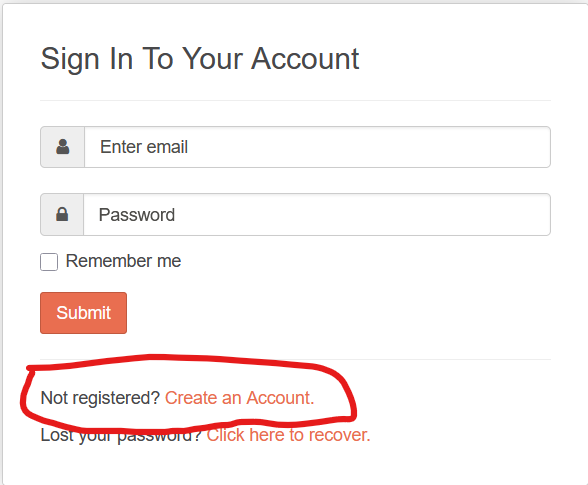 Sign In To Your Account
Enter email
Password
Remember me
Submit
Not registered? Create an Account.
Lost your password? Click here to recover.